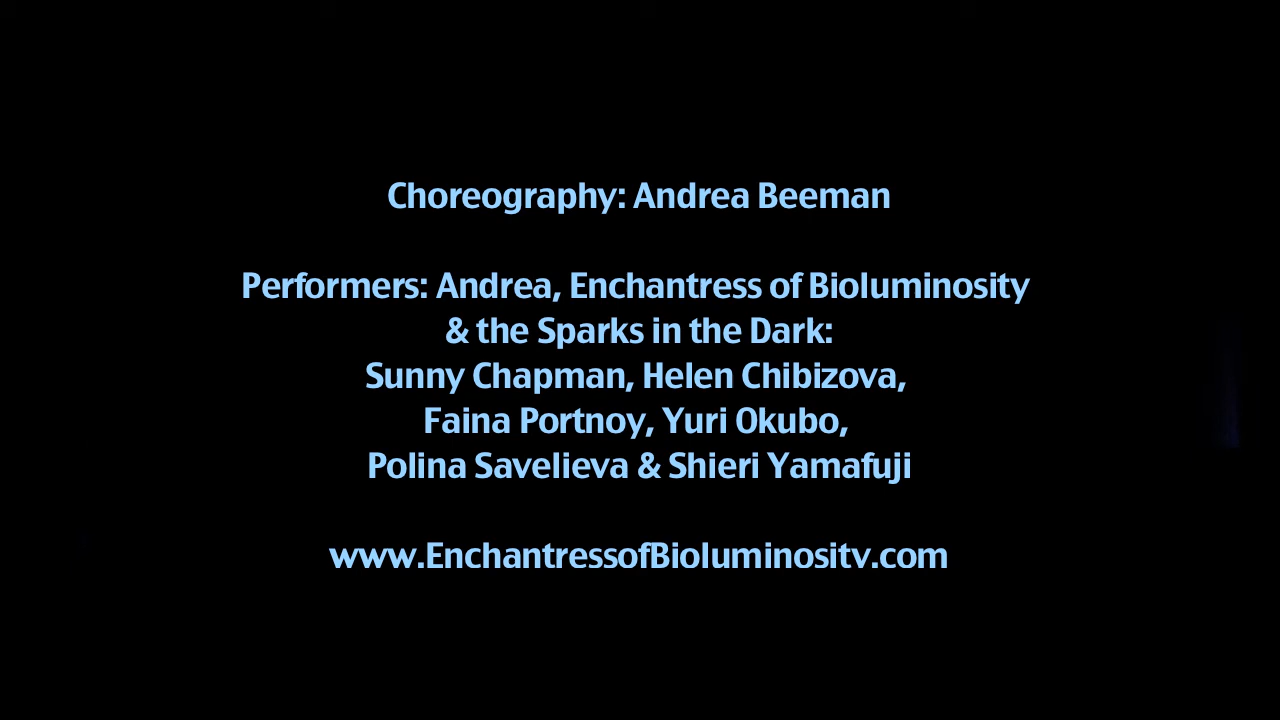 Choreography: Andrea Beeman
Performers: Andrea, Enchantress of Bioluminosity
& the Sparks in the Dark:
Sunny Chapman, Helen Chibizova,
Faina Portnoy, Yuri Okubo,
Polina Savelieva & Shieri Yamafuji
www.EnchantressofBioluminosity.com